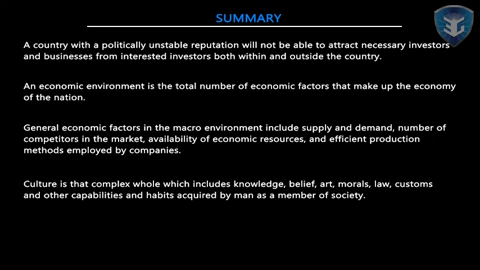 SUMMARY
A country with a politically unstable reputation will not be able to attract necessary investors
and businesses from interested investors both within and outside the country.
An economic environment is the total number of economic factors that make up the economy
of the nation.
General economic factors in the macro environment include supply and demand, number of
competitors in the market, availability of economic resources, and efficient production
methods employed by companies.
Culture is that complex whole which includes knowledge, belief, art, morals, law, customs
and other capabilities and habits acquired by man as a member of society.